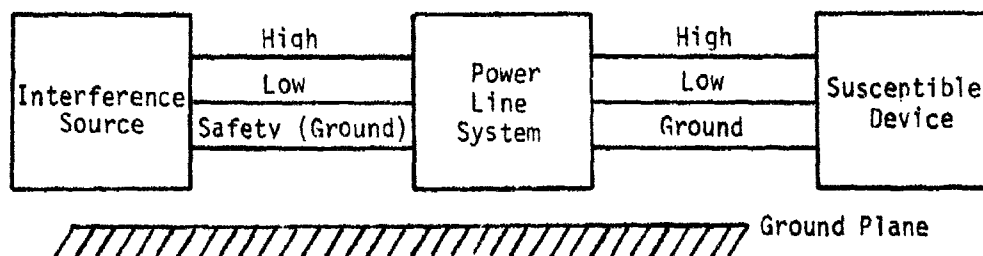 High
Low
Safety (Ground)
Interference
Source
Power
Line
System
High
Low
Ground
Susceptible
Device
Ground Plane